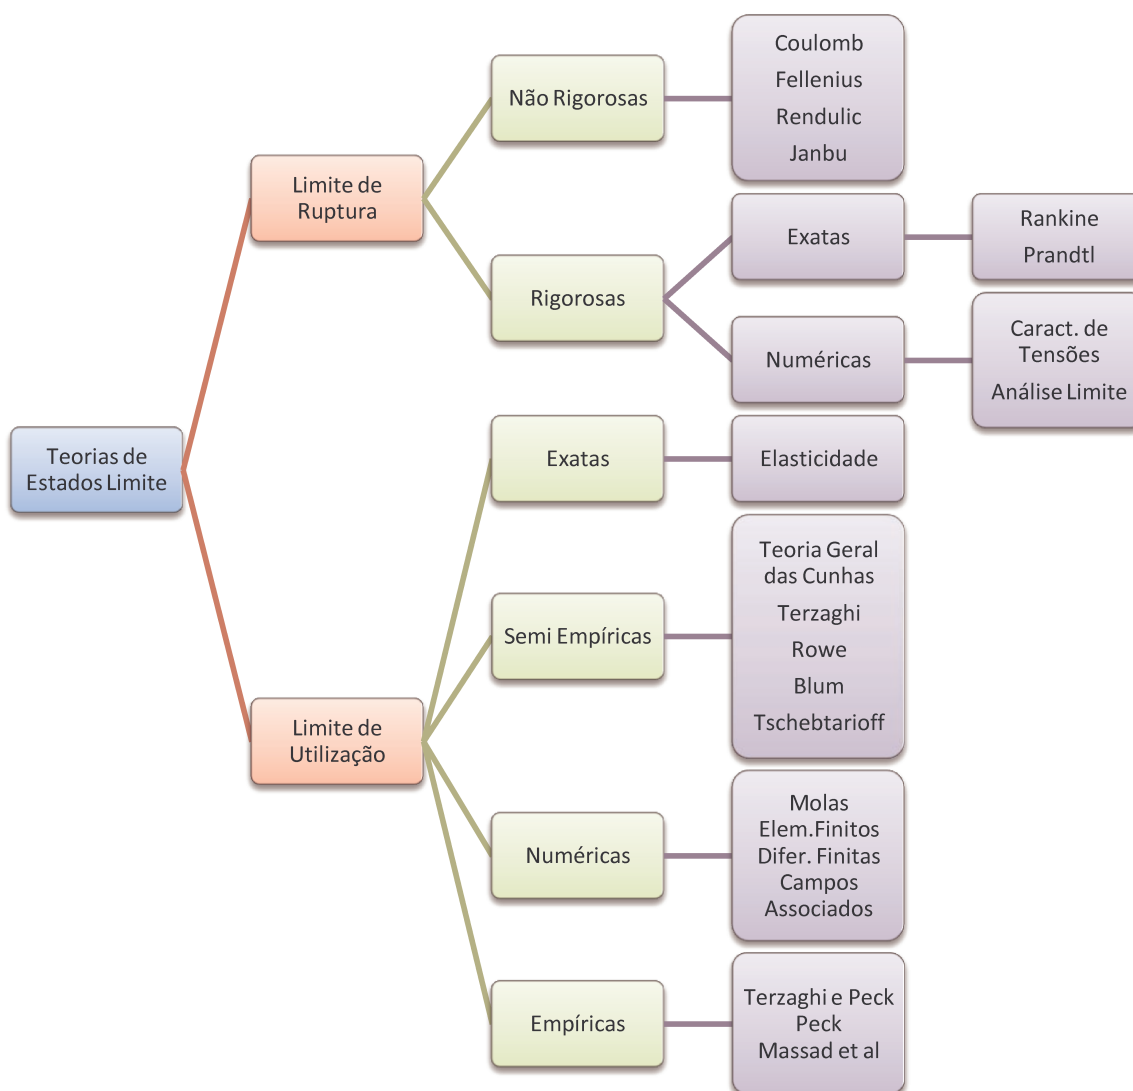 Teorias de
Estados Limite
Limite de
Ruptura
Não Rigorosas
Coulomb
Fellenius
Rendulic
Janbu
Rigorosas
Exatas
Rankine
Prandtl
Numéricas
Caract. de
Tensões
Análise Limite
Limite de
Utilização
Exatas
Elasticidade
Semi Empíricas
Teoria Geral
das Cunhas
Terzaghi
Rowe
Blum
Tschebtarioff
Numéricas
Molas
Elem.Finitos
Difer. Finitas
Campos
Associados
Empíricas
Terzaghi e Peck
Peck
Massad et al